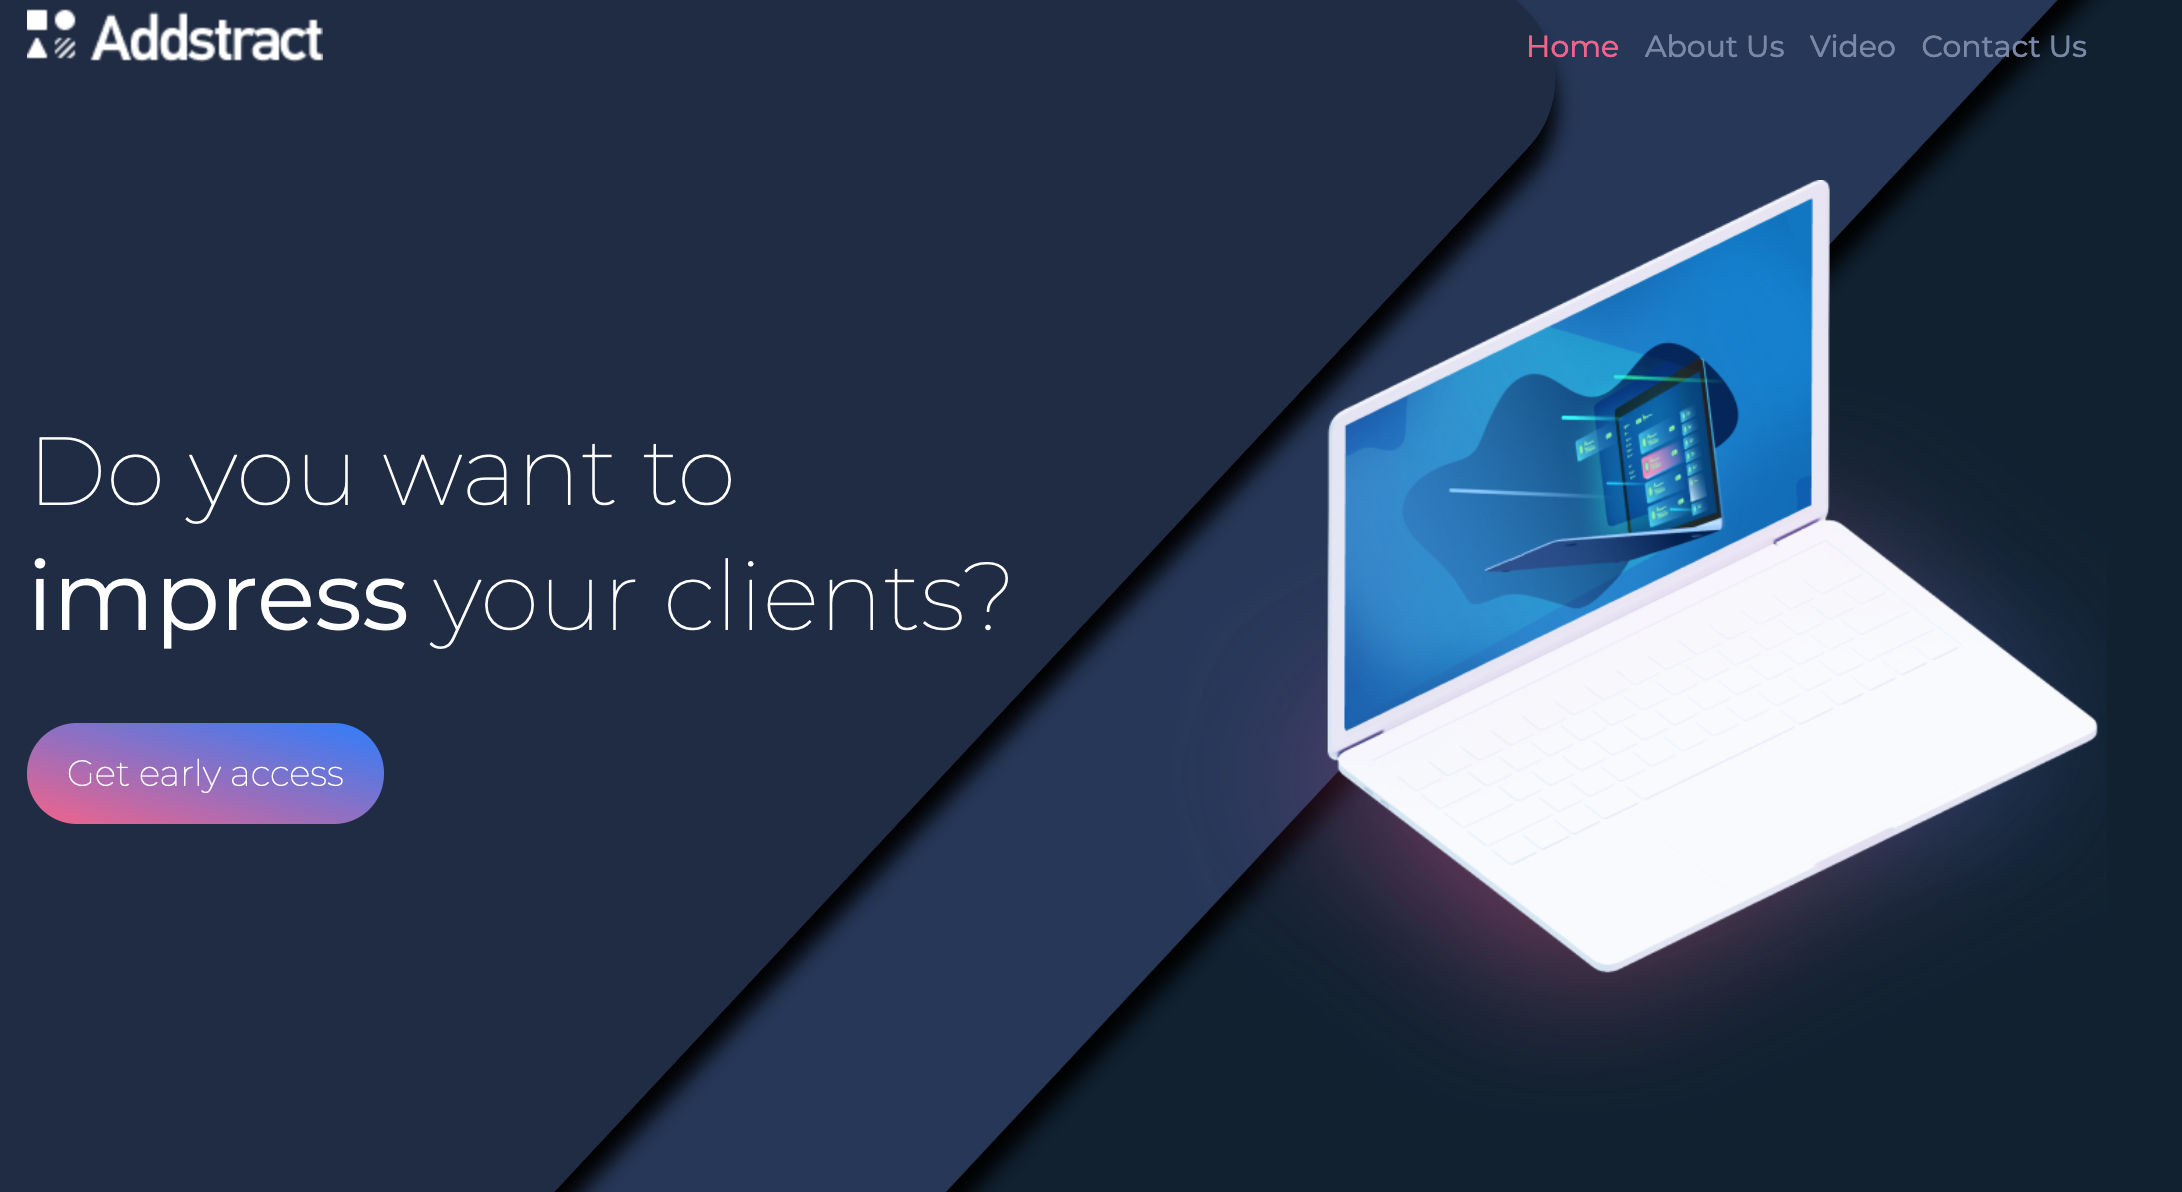 Addstract
Home About Us Video Contact Us
Do you want to
impress your clients?
Get early access